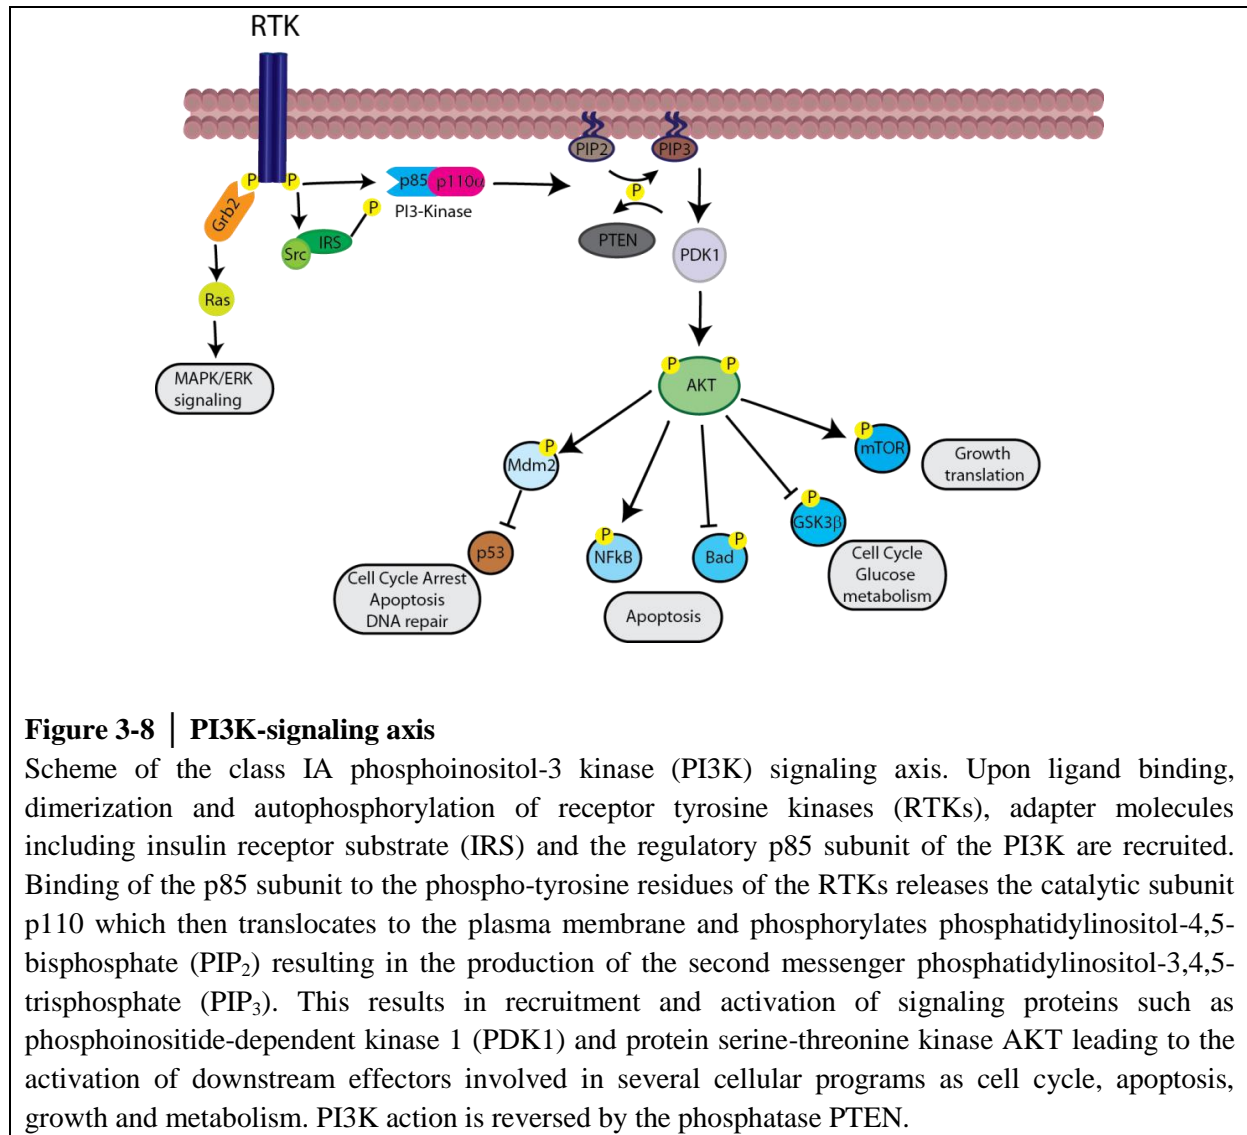 RTK
PIP2
PIP3
P
P
p85
p110α
P
P
Grb2
PI3-Kinase
IRS
Src
PTEN
PDK1
Ras
MAPK/ERK
signaling
P
P
AKT
P
mTOR
Growth
translation
P
Mdm2
P
GSK3β
P
NFkB
P
Bad
p53
Cell Cycle
Glucose
metabolism
Cell Cycle Arrest
Apoptosis
DNA repair
Apoptosis
Figure 3-8 | PI3K-signaling axis
Scheme of the class IA phosphoinositol-3 kinase (PI3K) signaling axis. Upon ligand binding,
dimerization and autophosphorylation of receptor tyrosine kinases (RTKs), adapter molecules
including insulin receptor substrate (IRS) and the regulatory p85 subunit of the PI3K are recruited.
Binding of the p85 subunit to the phospho-tyrosine residues of the RTKs releases the catalytic subunit
p110 which then translocates to the plasma membrane and phosphorylates phosphatidylinositol-4,5-
bisphosphate (PIP₂) resulting in the production of the second messenger phosphatidylinositol-3,4,5-
trisphosphate (PIP₃). This results in recruitment and activation of signaling proteins such as
phosphoinositide-dependent kinase 1 (PDK1) and protein serine-threonine kinase AKT leading to the
activation of downstream effectors involved in several cellular programs as cell cycle, apoptosis,
growth and metabolism. PI3K action is reversed by the phosphatase PTEN.